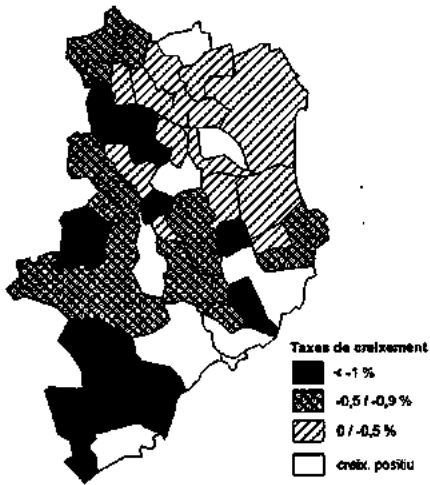 Taxes de creixement
< -1 %
-0,5 / -0,9 %
0 / -0,5 %
creix. positiu